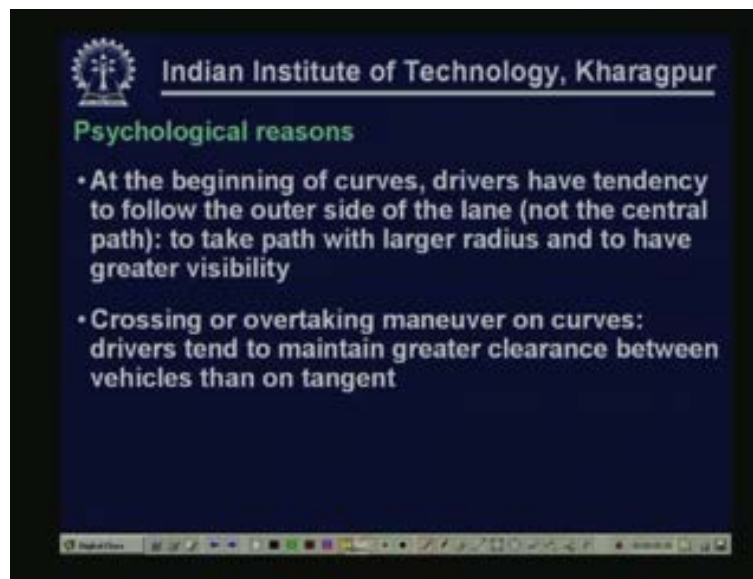 Indian Institute of Technology, Kharagpur
Psychological reasons
• At the beginning of curves, drivers have tendency
to follow the outer side of the lane (not the central
path): to take path with larger radius and to have
greater visibility
• Crossing or overtaking maneuver on curves:
drivers tend to maintain greater clearance between
vehicles than on tangent